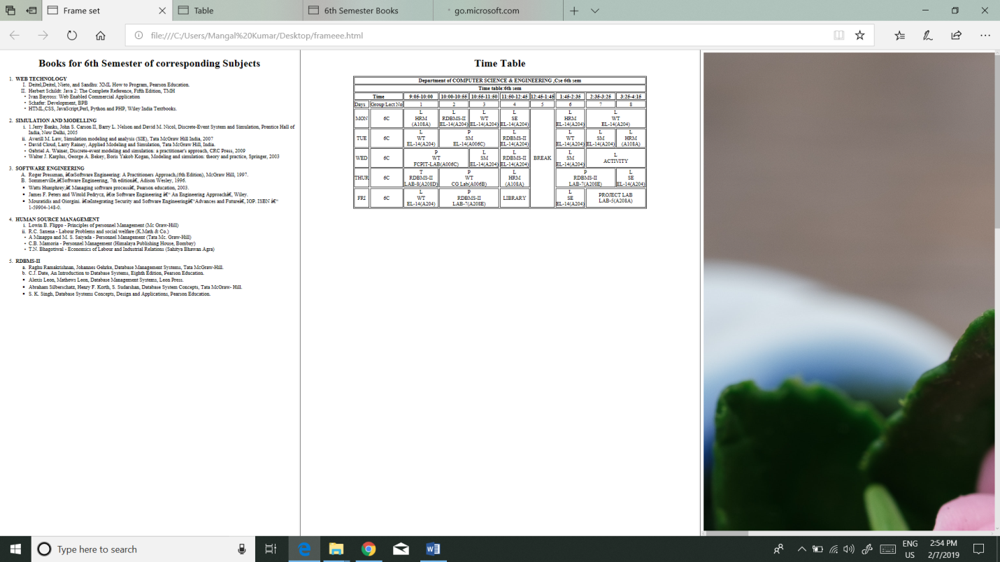 Frame set
Table
6th Semester Books
go.microsoft.com
file:///C:/Users/Mangal%20Kumar/Desktop/frameee.html
Books for 6th Semester of corresponding Subjects
1. WEB TECHNOLOGY
I. Deitel,Deitel, Nieto, and Sandhu: XML How to Program, Pearson Education.
II. Herbert Schildt: Java 2: The Complete Reference, Fifth Edition, TMH
• Ivan Bayross: Web Enabled Commercial Application
• Schafer: Development, BPB
• HTML,CSS, JavaScript,Perl, Python and PHP, Wiley India Textbooks.
2. SIMULATION AND MODELLING
i. 1.Jerry Banks, John S. Carson II, Barry L. Nelson and David M. Nicol, Discrete-Event System and Simulation, Prentice Hall of
India, New Delhi, 2005
ii. Averill M. Law, Simulation modeling and analysis (SIE), Tata McGraw Hill India, 2007
• David Cloud, Larry Rainey, Applied Modeling and Simulation, Tata McGraw Hill, India.
• Gabriel A. Wainer, Discrete-event modeling and simulation: a practitioner's approach, CRC Press, 2009
• Walter J. Karplus, George A. Bekey, Boris Yakob Kogan, Modeling and simulation: theory and practice, Springer, 2003
3. SOFTWARE ENGINEERING
A. Roger Pressman, â€œSoftware Engineering: A Practitioners Approach,(6th Edition), McGraw Hill, 1997.
B. Sommerville,â€Software Engineering, 7th editionâ€, Adison Wesley, 1996.
▪ Watts Humphrey,â€ Managing software processâ€, Pearson education, 2003.
▪ James F. Peters and Witold Pedrycz, â€œ Software Engineering â€“ An Engineering Approachâ€, Wiley.
▪ Mouratidis and Giorgini. â€œIntegrating Security and Software Engineeringâ€“Advances and Futureâ€, IOP. ISBN â€“
1-59904-148-0.
4. HUMAN SOURCE MANAGEMENT
i. Lowin B. Flippo - Principles of personnel Management (Mc Graw-Hill)
ii. R.C. Saxena - Labour Problems and social welfare (K.Math & Co.)
• A Minappa and M. S. Saiyada - Personnel Management (Tata Mc. Graw-Hill)
• C.B. Mamoria - Personnel Management (Himalaya Publishing House, Bombay)
• T.N. Bhagotiwal - Economics of Labour and Industrial Relations (Sahitya Bhawan Agra)
5. RDBMS-II
a. Raghu Ramakrishnan, Johannes Gehrke, Database Management Systems, Tata McGraw-Hill.
b. C.J. Date, An Introduction to Database Systems, Eighth Edition, Pearson Education.
▪ Alexis Leon, Mathews Leon, Database Management Systems, Leon Press.
▪ Abraham Silberschatz, Henry F. Korth, S. Sudarshan, Database System Concepts, Tata McGraw- Hill.
▪ S. K. Singh, Database Systems Concepts, Design and Applications, Pearson Education.
Time Table
Department of COMPUTER SCIENCE & ENGINEERING ,Cse 6th sem
Time table:6th sem
Time 9:05-10:00 10:00-10:55 10:55-11:50 11:50-12:45 12:45-1:45 1:45-2:35 2:35-3:25 3:25-4:15
Days Group/Lect No 1 2 3 4 5 6 7 8
L L L L L L
MON 6C HRM RDBMS-II WT SE HRM WT
(A108A) EL-14(A204) EL-14(A204) EL-14(A204) EL-14(A204) EL-14(A204)
L P L L L L
TUE 6C WT SM RDBMS-II WT SM HRM
EL-14(A204) EL-14(A006C) EL-14(A204) EL-14(A204) EL-14(A204) (A108A)
P L L L L
WED 6C WT SM RDBMS-II BREAK SM ACTIVITY
FCPIT-LAB(A006C) EL-14(A204) EL-14(A204) EL-14(A204)
T P L P L
THUR 6C RDBMS-II WT HRM RDBMS-II SE
LAB-8(A208D) CG Lab(A006B) (A108A) LAB-7(A208E) EL-14(A204)
L P L PROJECT LAB
FRI 6C WT RDBMS-II LIBRARY SE LAB-5(A208A)
EL-14(A204) LAB-7(A208E) EL-14(A204)
Type here to search
ENG
US
2:54 PM
2/7/2019